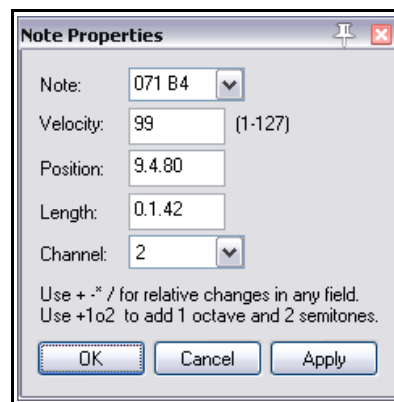 Note Properties
Note: 071 B4
Velocity: 99 (1-127)
Position: 9.4.80
Length: 0.1.42
Channel: 2
Use + -* / for relative changes in any field.
Use +1o2 to add 1 octave and 2 semitones.
OK Cancel Apply